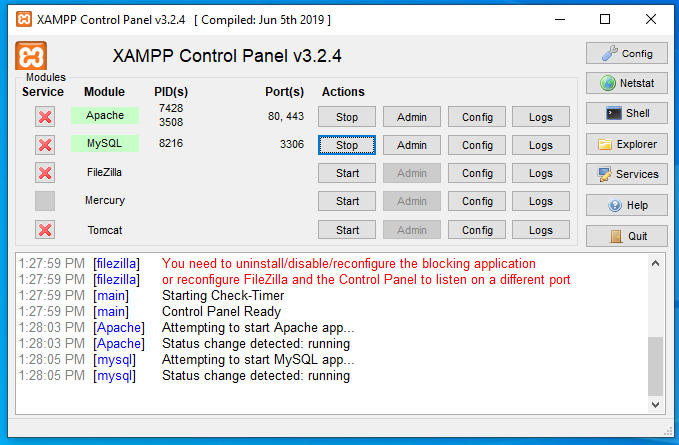 XAMPP Control Panel v3.2.4 [ Compiled: Jun 5th 2019 ]
XAMPP Control Panel v3.2.4
Config
Modules
Service Module PID(s) Port(s) Actions
Netstat
Apache 7428 3508 80, 443 Stop Admin Config Logs
Shell
MySQL 8216 3306 Stop Admin Config Logs
Explorer
FileZilla Start Admin Config Logs
Services
Mercury Start Admin Config Logs
Help
Tomcat Start Admin Config Logs
Quit
1:27:59 PM [filezilla] You need to uninstall/disable/reconfigure the blocking application
1:27:59 PM [filezilla] or reconfigure FileZilla and the Control Panel to listen on a different port
1:27:59 PM [main] Starting Check-Timer
1:27:59 PM [main] Control Panel Ready
1:28:03 PM [Apache] Attempting to start Apache app...
1:28:03 PM [Apache] Status change detected: running
1:28:05 PM [mysql] Attempting to start MySQL app...
1:28:05 PM [mysql] Status change detected: running